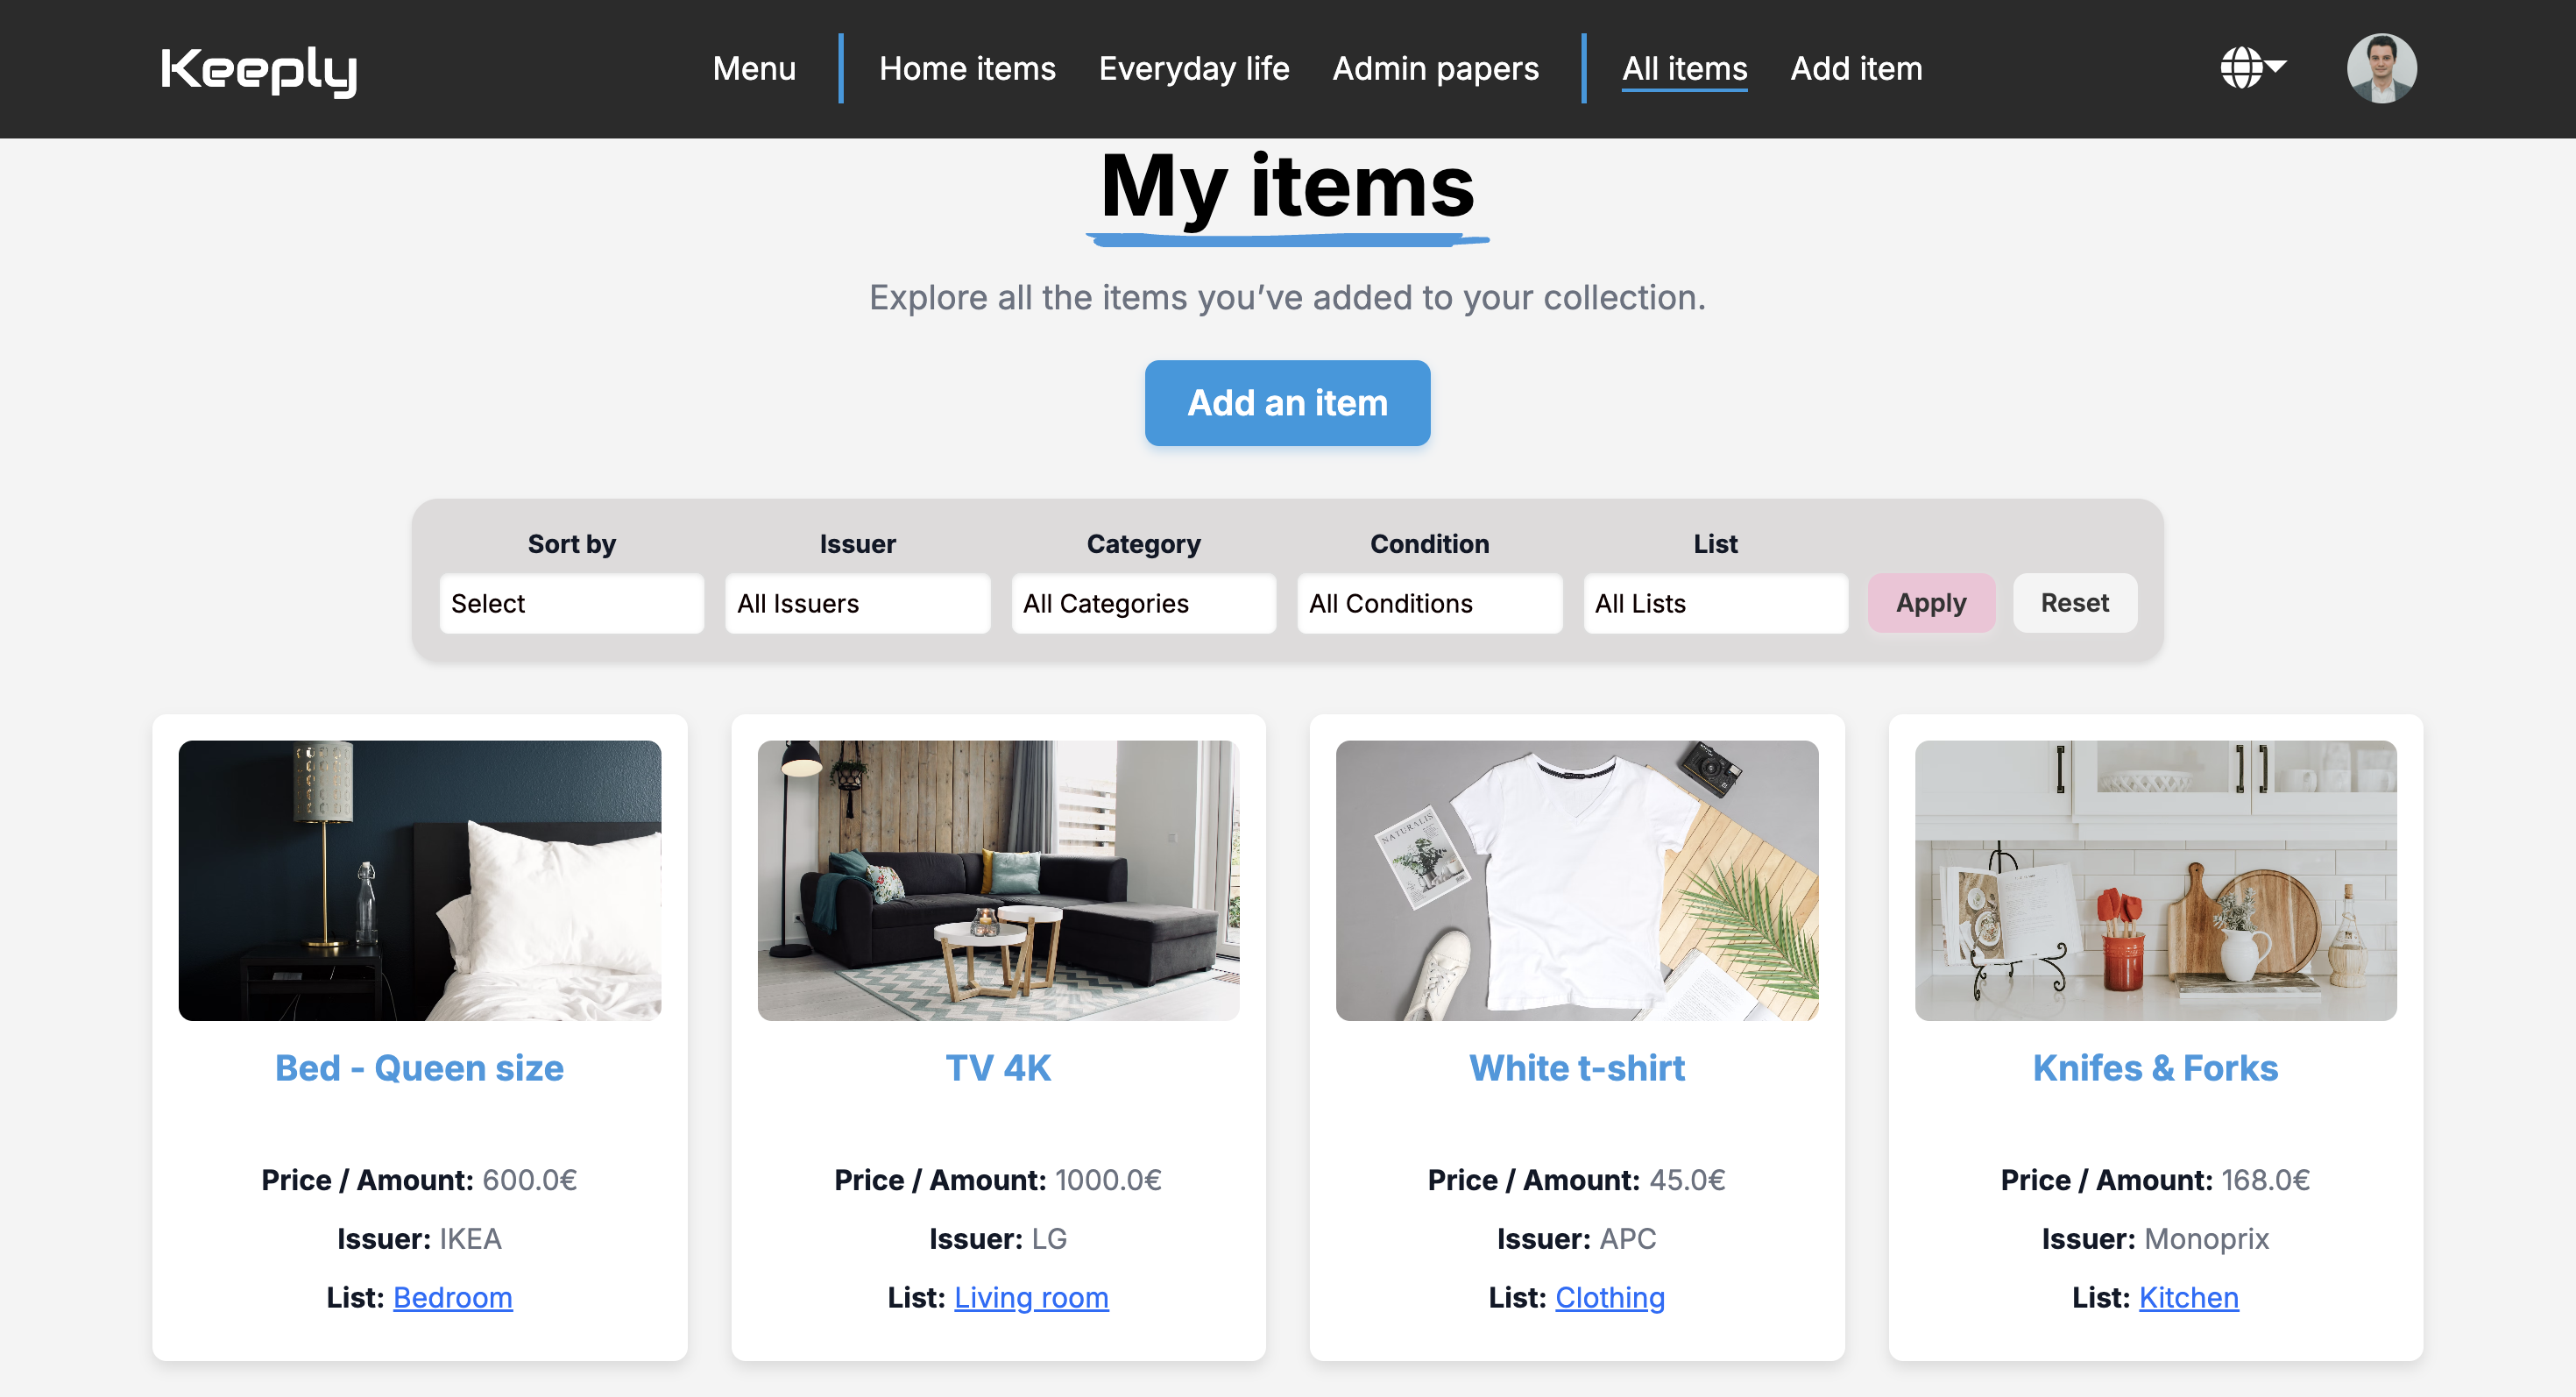 Keeply
Menu
Home items
Everyday life
Admin papers
All items
Add item
My items
Explore all the items you’ve added to your collection.
Add an item
Sort by
Issuer
Category
Condition
List
Select
All Issuers
All Categories
All Conditions
All Lists
Apply
Reset
NATURALIS
Bed - Queen size
Price / Amount: 600.0€
Issuer: IKEA
List: Bedroom
TV 4K
Price / Amount: 1000.0€
Issuer: LG
List: Living room
White t-shirt
Price / Amount: 45.0€
Issuer: APC
List: Clothing
Knifes & Forks
Price / Amount: 168.0€
Issuer: Monoprix
List: Kitchen